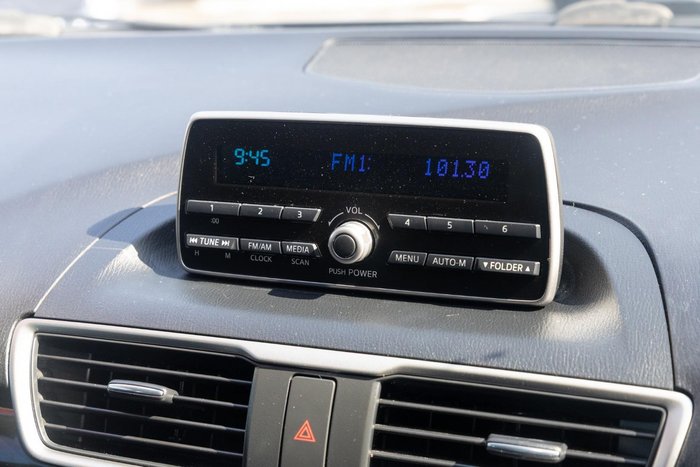 9:45 FM1: 101.30
1 2 3 VOL 4 5 6
:00
TUNE FM/AM MEDIA MENU AUTO-M FOLDER
H M CLOCK SCAN
PUSH POWER